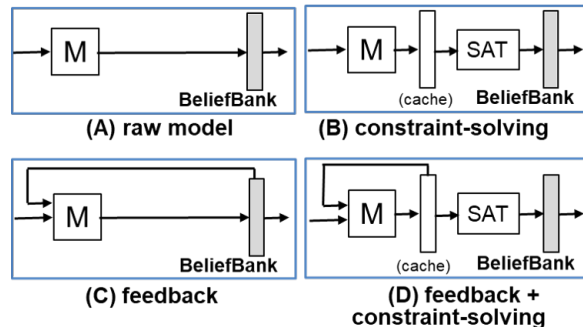 M
BeliefBank
(A) raw model
M
SAT
(cache)
BeliefBank
(B) constraint-solving
M
BeliefBank
(C) feedback
M
SAT
(cache)
BeliefBank
(D) feedback +
constraint-solving